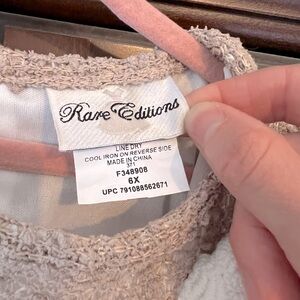 Rare Editions
LINE DRY
COOL IRON ON REVERSE SIDE
MADE IN CHINA
371
F348908
6X
UPC 791088562671